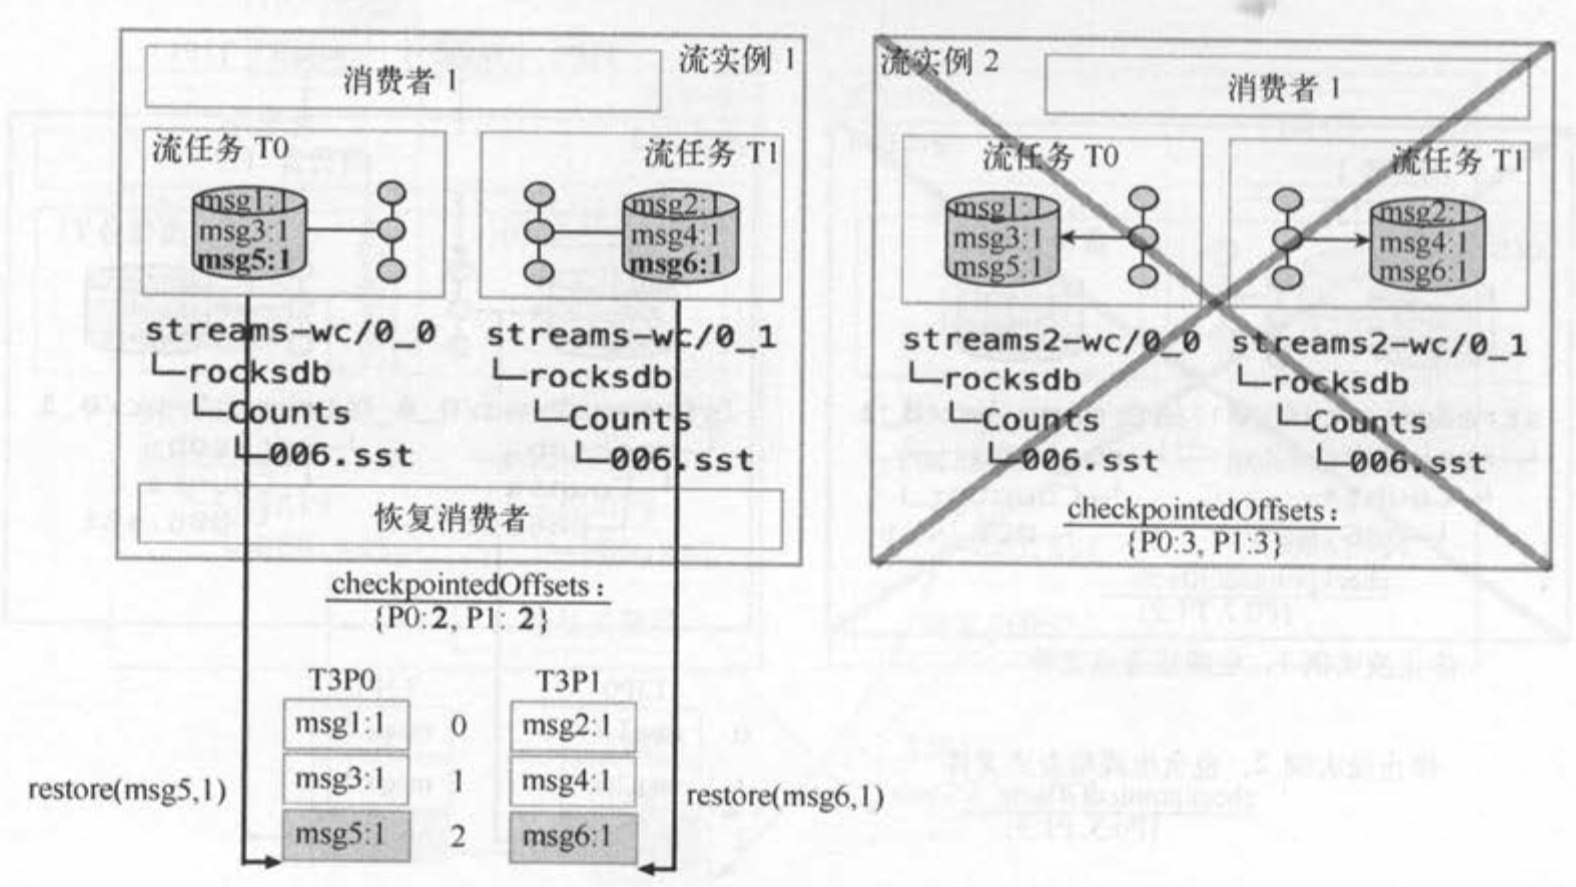 流实例 1
消费者 1
流任务 T0
流任务 T1
msg1:1
msg3:1
msg5:1
msg2:1
msg4:1
msg6:1
streams-wc/0_0
└─rocksdb
└─Counts
└─006.sst
streams-wc/0_1
└─rocksdb
└─Counts
└─006.sst
恢复消费者
checkpointedOffsets:
{P0:2, P1: 2}
流实例 2
消费者 1
流任务 T0
流任务 T1
msg1:1
msg3:1
msg5:1
msg2:1
msg4:1
msg6:1
streams2-wc/0_0
└─rocksdb
└─Counts
└─006.sst
streams2-wc/0_1
└─rocksdb
└─Counts
└─006.sst
checkpointedOffsets:
{P0:3, P1:3}
T3P0
T3P1
msg1:1 0 msg2:1
msg3:1 1 msg4:1
msg5:1 2 msg6:1
restore(msg5,1)
restore(msg6,1)